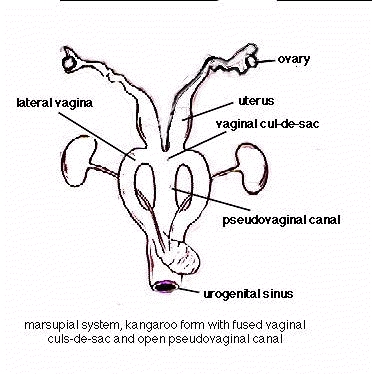 ovary
lateral vagina
uterus
vaginal cul-de-sac
pseudovaginal canal
urogenital sinus
marsupial system, kangaroo form with fused vaginal
culs-de-sac and open pseudovaginal canal